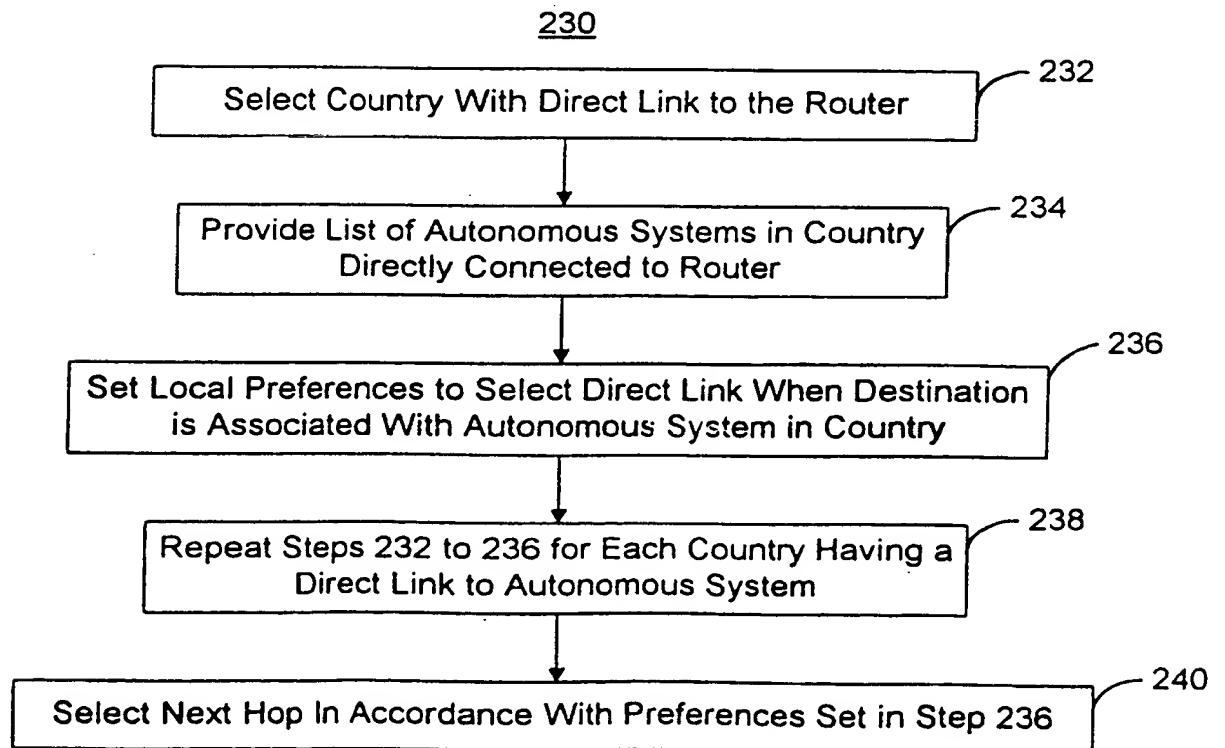 230
232
Select Country With Direct Link to the Router
234
Provide List of Autonomous Systems in Country
Directly Connected to Router
236
Set Local Preferences to Select Direct Link When Destination
is Associated With Autonomous System in Country
238
Repeat Steps 232 to 236 for Each Country Having a
Direct Link to Autonomous System
240
Select Next Hop In Accordance With Preferences Set in Step 236